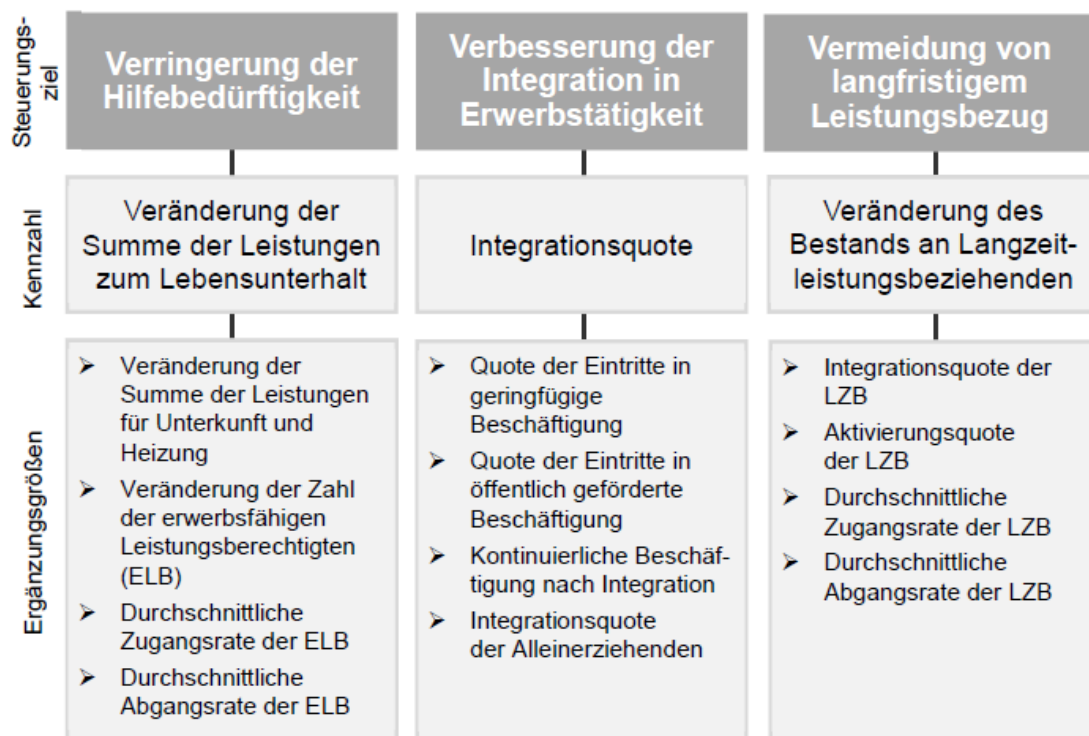 Steuerungs-
ziel
Verringerung der
Hilfebedürftigkeit
Verbesserung der
Integration in
Erwerbstätigkeit
Vermeidung von
langfristigem
Leistungsbezug
Kennzahl
Veränderung der
Summe der Leistungen
zum Lebensunterhalt
Integrationsquote
Veränderung des
Bestands an Langzeit-
leistungsbeziehenden
Ergänzungsgrößen
➢ Veränderung der
Summe der Leistungen
für Unterkunft und
Heizung
➢ Veränderung der Zahl
der erwerbsfähigen
Leistungsberechtigten
(ELB)
➢ Durchschnittliche
Zugangsrate der ELB
➢ Durchschnittliche
Abgangsrate der ELB
➢ Quote der Eintritte in
geringfügige
Beschäftigung
➢ Quote der Eintritte in
öffentlich geförderte
Beschäftigung
➢ Kontinuierliche Beschäf-
tigung nach Integration
➢ Integrationsquote
der Alleinerziehenden
➢ Integrationsquote der
LZB
➢ Aktivierungsquote
der LZB
➢ Durchschnittliche
Zugangsrate der LZB
➢ Durchschnittliche
Abgangsrate der LZB